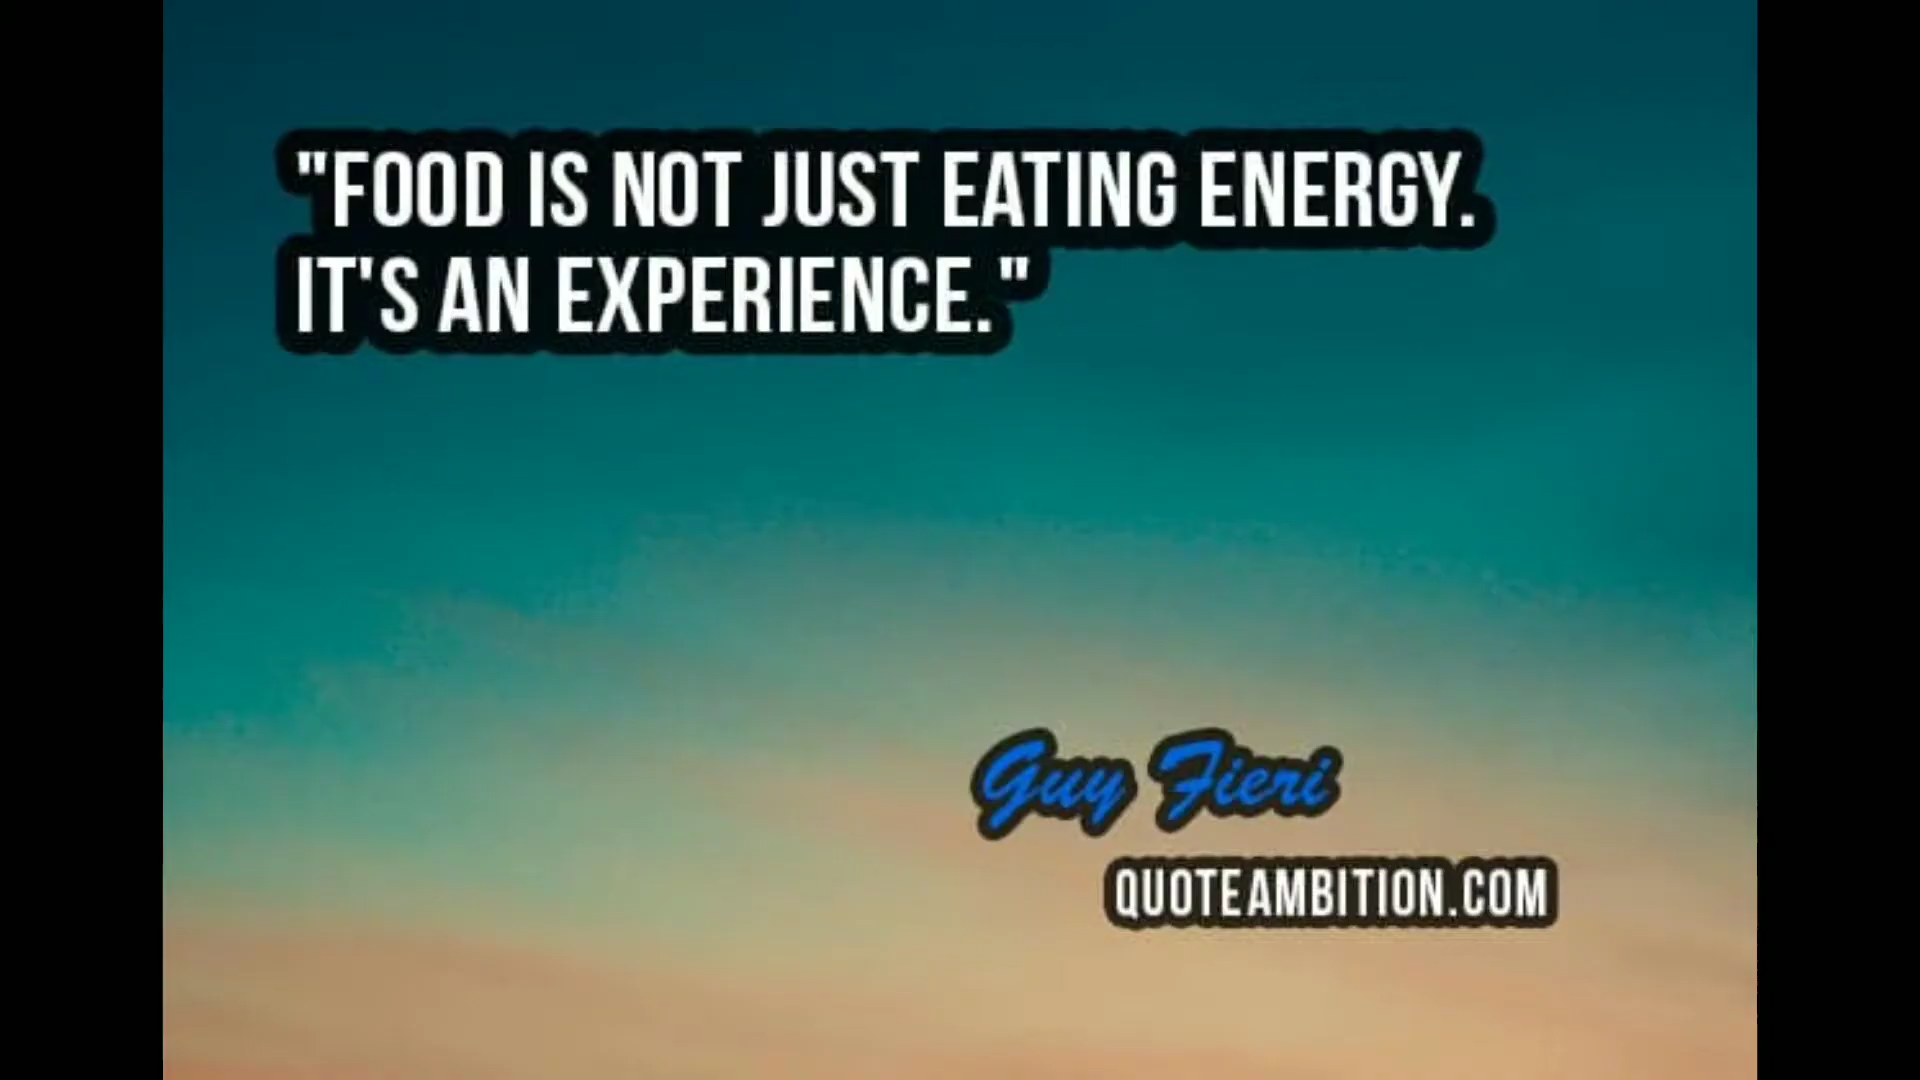 "FOOD IS NOT JUST EATING ENERGY.
IT'S AN EXPERIENCE."
Guy Fieri
QUOTEAMBITION.COM